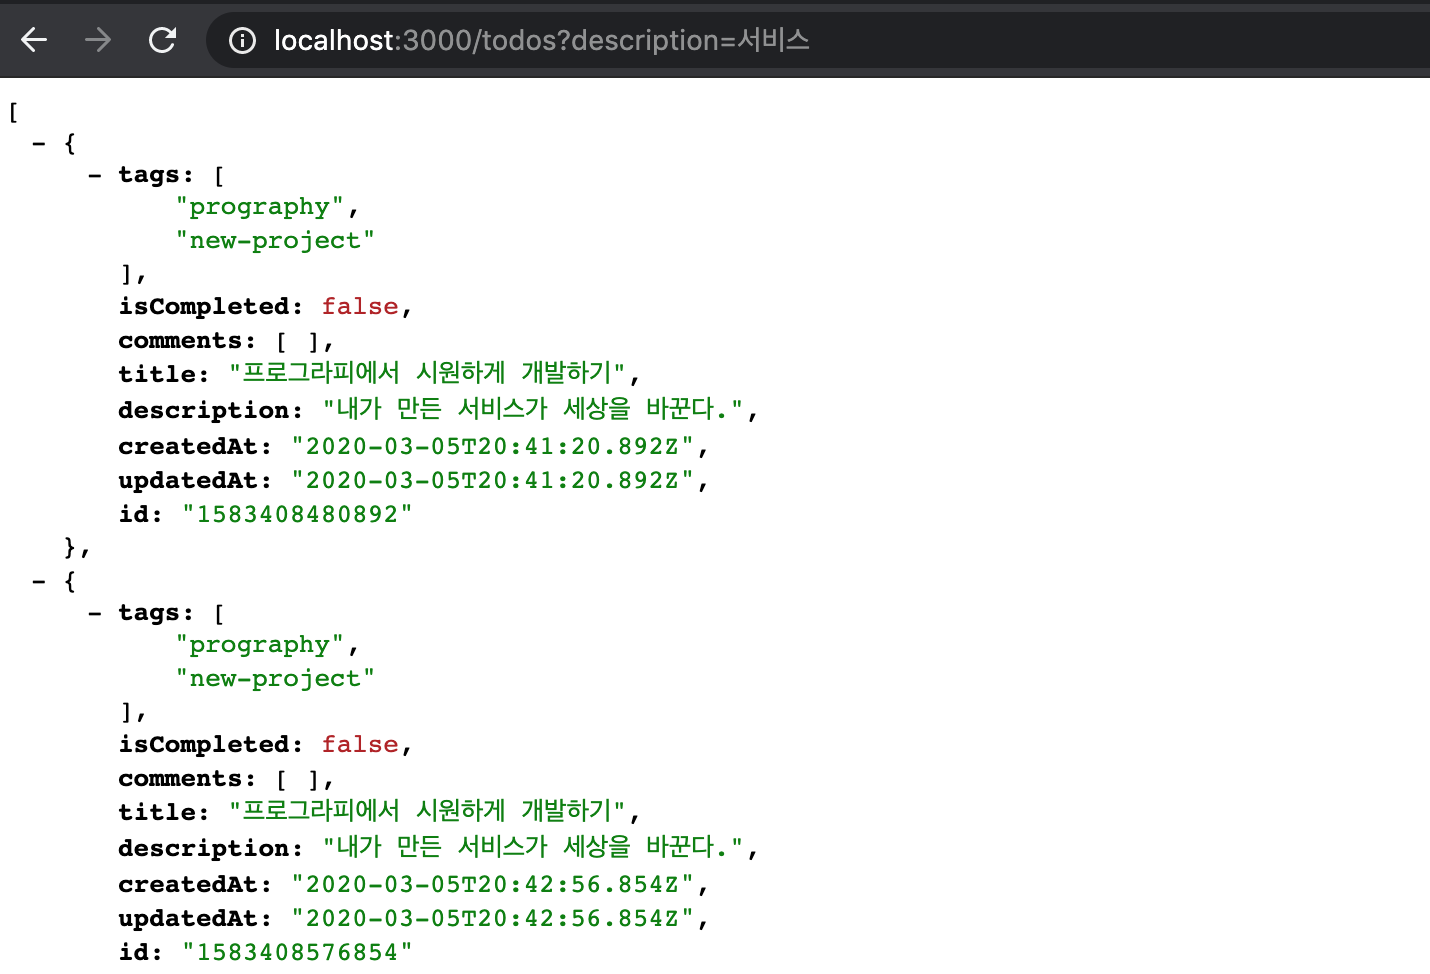 localhost:3000/todos?description=서비스
[
- {
- tags: [
"prography",
"new-project"
],
isCompleted: false,
comments: [ ],
title: "프로그라피에서 시원하게 개발하기",
description: "내가 만든 서비스가 세상을 바꾼다.",
createdAt: "2020-03-05T20:41:20.892Z",
updatedAt: "2020-03-05T20:41:20.892Z",
id: "1583408480892"
},
- {
- tags: [
"prography",
"new-project"
],
isCompleted: false,
comments: [ ],
title: "프로그라피에서 시원하게 개발하기",
description: "내가 만든 서비스가 세상을 바꾼다.",
createdAt: "2020-03-05T20:42:56.854Z",
updatedAt: "2020-03-05T20:42:56.854Z",
id: "1583408576854"